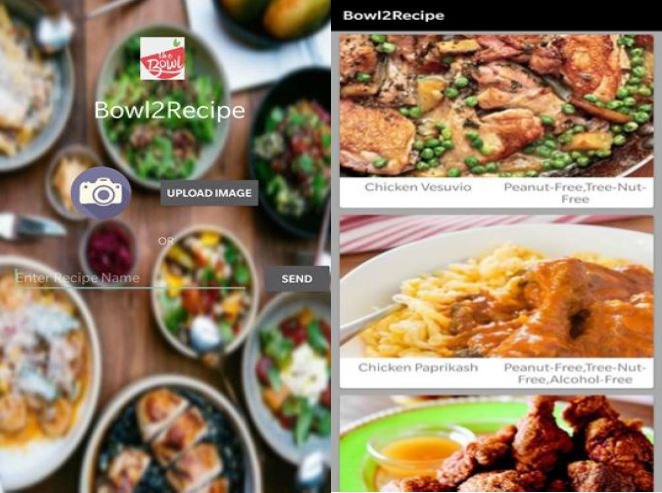 the
Bowl
Bowl2Recipe
UPLOAD IMAGE
OR
Enter Recipe Name
SEND
Bowl2Recipe
Chicken Vesuvio
Peanut-Free,Tree-Nut-
Free
Chicken Paprikash
Peanut-Free,Tree-Nut-
Free,Alcohol-Free